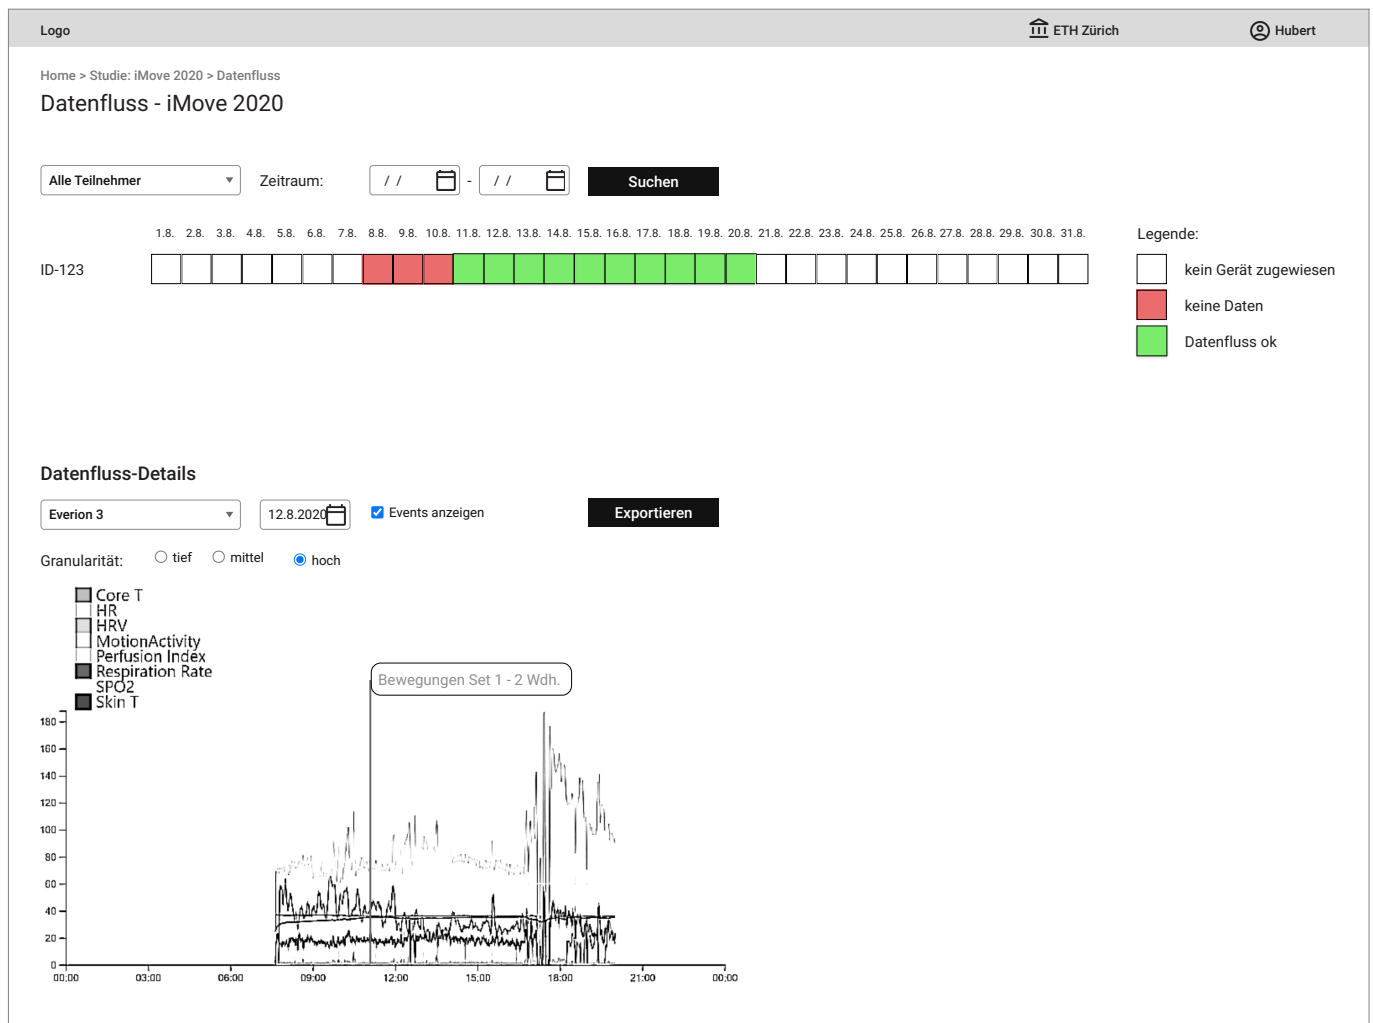 Logo
ETH Zürich
Hubert
Home > Studie: iMove 2020 > Datenfluss
Datenfluss - iMove 2020
Alle Teilnehmer
Zeitraum:
/ /
-
/ /
Suchen
1.8. 2.8. 3.8. 4.8. 5.8. 6.8. 7.8. 8.8. 9.8. 10.8. 11.8. 12.8. 13.8. 14.8. 15.8. 16.8. 17.8. 18.8. 19.8. 20.8. 21.8. 22.8. 23.8. 24.8. 25.8. 26.8. 27.8. 28.8. 29.8. 30.8. 31.8.
Legende:
ID-123
kein Gerät zugewiesen
keine Daten
Datenfluss ok
Datenfluss-Details
Everion 3
12.8.2020
Events anzeigen
Exportieren
Granularität:
tief
mittel
hoch
Core T
HR
HRV
MotionActivity
Perfusion Index
Respiration Rate
SPO2
Skin T
Bewegungen Set 1 - 2 Wdh.
180
160
140
120
100
80
60
40
20
0
00:00 03:00 06:00 09:00 12:00 15:00 18:00 21:00 00:00